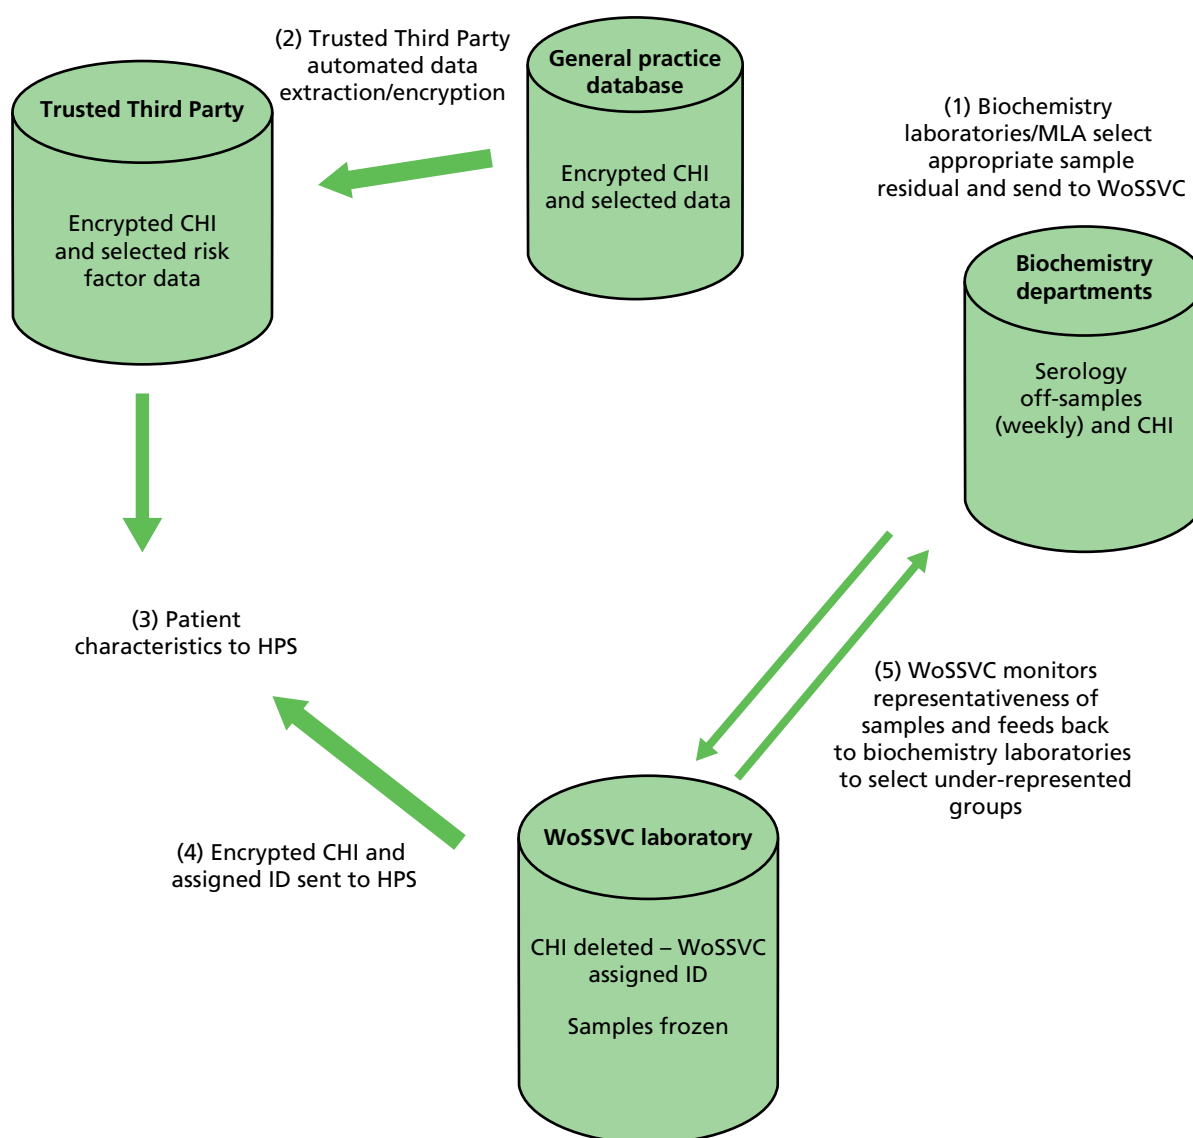 (2) Trusted Third Party
automated data
extraction/encryption
General practice
database
Encrypted CHI
and selected data
Trusted Third Party
Encrypted CHI
and selected risk
factor data
(1) Biochemistry
laboratories/MLA select
appropriate sample
residual and send to WoSSVC
Biochemistry
departments
Serology
off-samples
(weekly) and CHI
(3) Patient
characteristics to HPS
(5) WoSSVC monitors
representativeness of
samples and feeds back
to biochemistry laboratories
to select under-represented
groups
(4) Encrypted CHI and
assigned ID sent to HPS
WoSSVC laboratory
CHI deleted – WoSSVC
assigned ID
Samples frozen